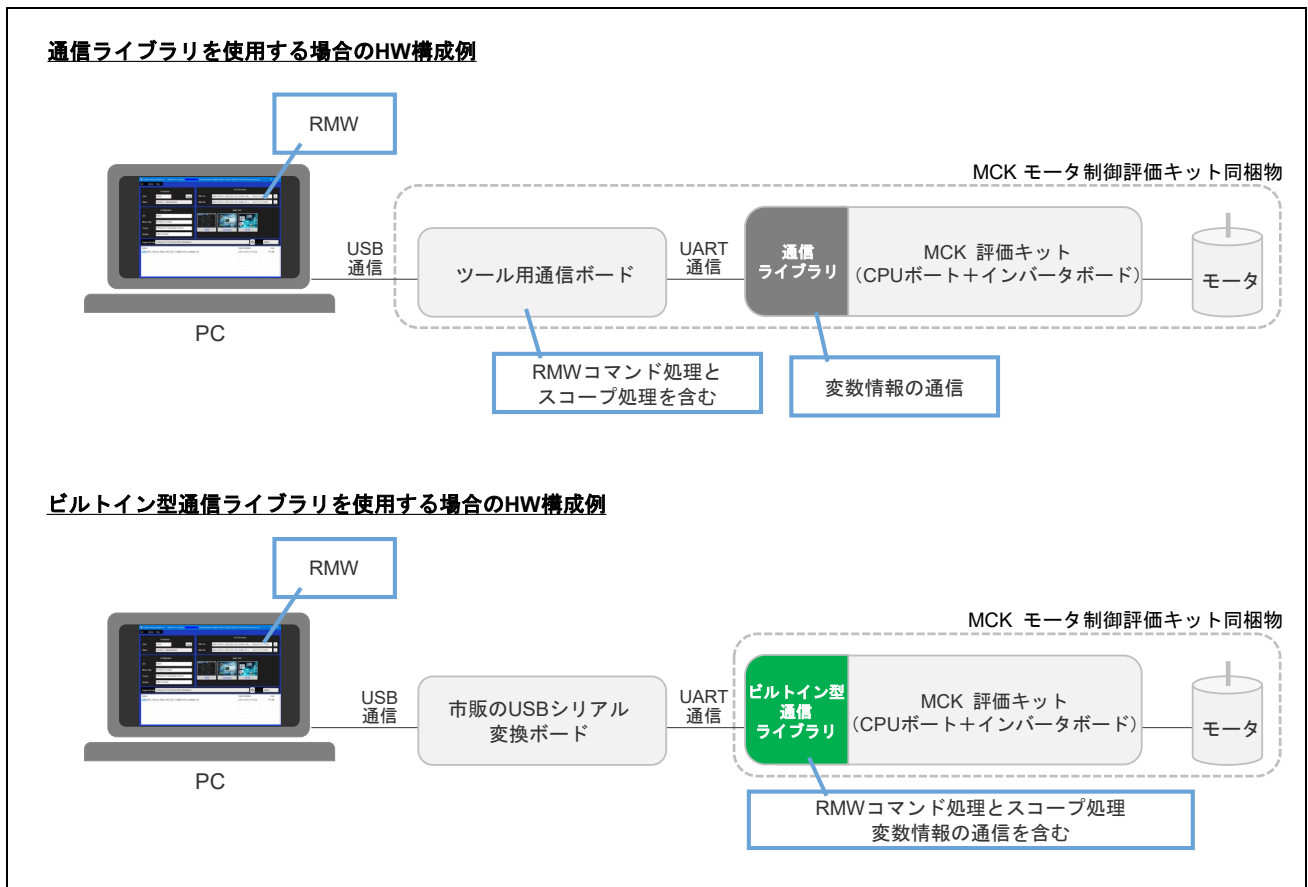 通信ライブラリを使用する場合のHW構成例
RMW
MCK モータ制御評価キット同梱物
USB
通信
ツール用通信ボード
UART
通信
通信
ライブラリ
MCK 評価キット
(CPUボート+インバータボード)
モータ
PC
RMWコマンド処理と
スコープ処理を含む
変数情報の通信
ビルトイン型通信ライブラリを使用する場合のHW構成例
RMW
MCK モータ制御評価キット同梱物
USB
通信
市販のUSBシリアル
変換ボード
UART
通信
ビルトイン型
通信
ライブラリ
MCK 評価キット
(CPUボート+インバータボード)
モータ
PC
RMWコマンド処理とスコープ処理
変数情報の通信を含む